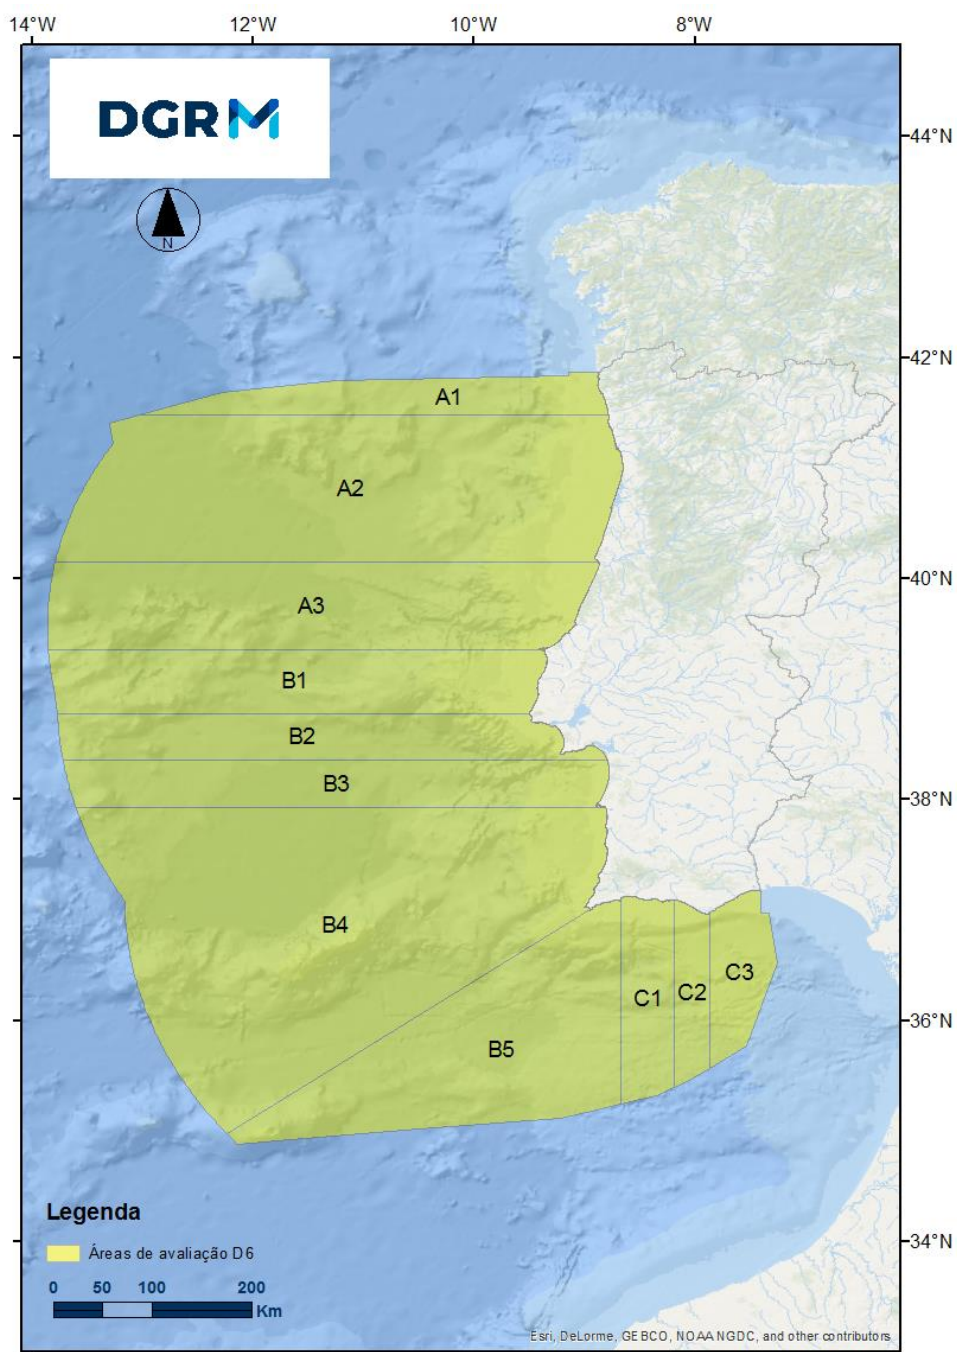 14°W 12°W 10°W 8°W
DGRM
44°N
N
42°N
A1
A2
40°N
A3
B1
B2
B3
38°N
B4
C3
C2
C1
36°N
B5
Legenda
Áreas de avaliação D6
34°N
0 50 100 200
Km
Esri, DeLorme, GEBCO, NOAA NGDC, and other contributors